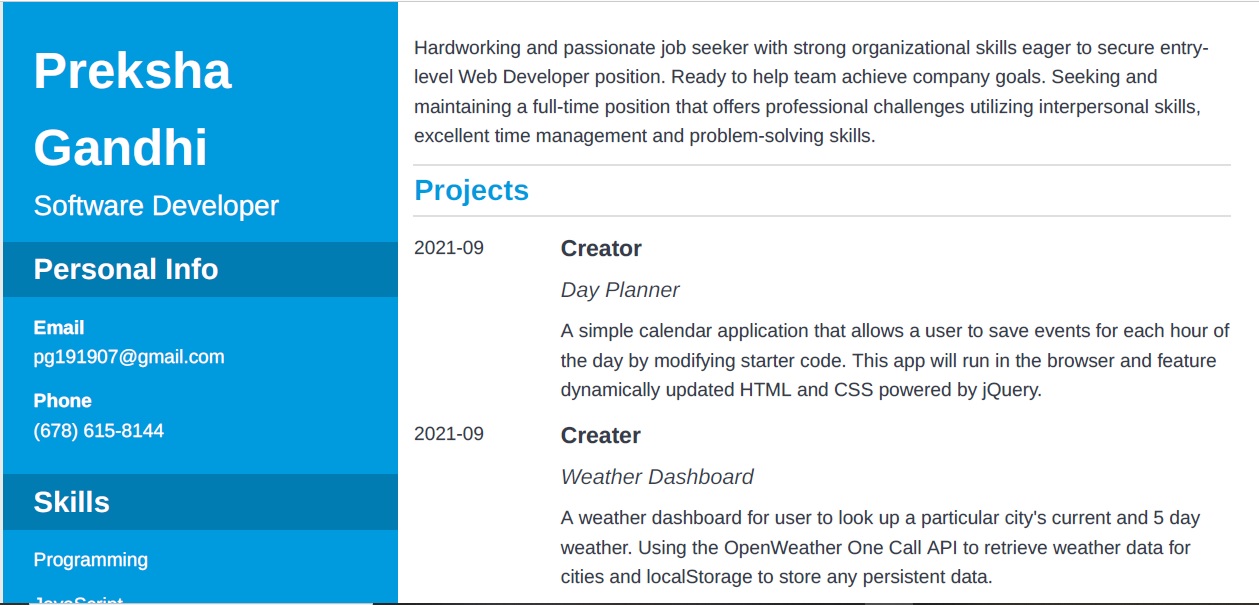 Preksha
Gandhi
Software Developer
Personal Info
Email
pg191907@gmail.com
Phone
(678) 615-8144
Skills
Programming
JavaScript
Hardworking and passionate job seeker with strong organizational skills eager to secure entry-
level Web Developer position. Ready to help team achieve company goals. Seeking and
maintaining a full-time position that offers professional challenges utilizing interpersonal skills,
excellent time management and problem-solving skills.
Projects
2021-09
Creator
Day Planner
A simple calendar application that allows a user to save events for each hour of
the day by modifying starter code. This app will run in the browser and feature
dynamically updated HTML and CSS powered by jQuery.
2021-09
Creater
Weather Dashboard
A weather dashboard for user to look up a particular city's current and 5 day
weather. Using the OpenWeather One Call API to retrieve weather data for
cities and localStorage to store any persistent data.